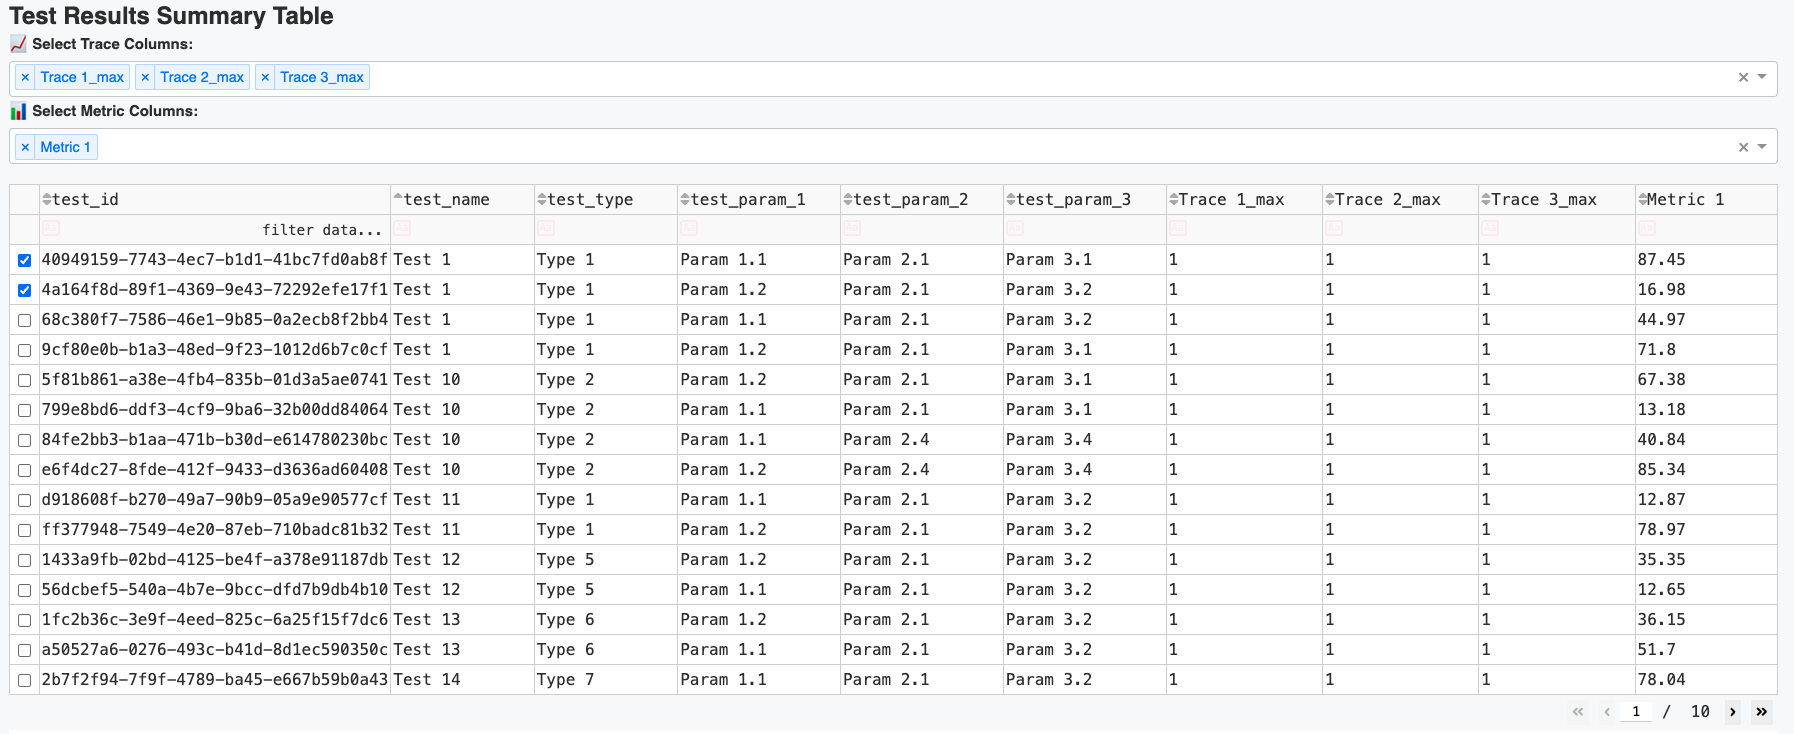 Test Results Summary Table
Select Trace Columns:
× Trace 1_max × Trace 2_max × Trace 3_max × 
Select Metric Columns:
× Metric 1 ×
test_id test_name test_type test_param_1 test_param_2 test_param_3 Trace 1_max Trace 2_max Trace 3_max Metric 1
Aa filter data... Aa Aa Aa Aa Aa Aa Aa Aa Aa
40949159-7743-4ec7-b1d1-41bc7fd0ab8f Test 1 Type 1 Param 1.1 Param 2.1 Param 3.1 1 1 1 87.45
4a164f8d-89f1-4369-9e43-72292efe17f1 Test 1 Type 1 Param 1.2 Param 2.1 Param 3.2 1 1 1 16.98
68c380f7-7586-46e1-9b85-0a2ecb8f2bb4 Test 1 Type 1 Param 1.1 Param 2.1 Param 3.2 1 1 1 44.97
9cf80e0b-b1a3-48ed-9f23-1012d6b7c0cf Test 1 Type 1 Param 1.2 Param 2.1 Param 3.1 1 1 1 71.8
5f81b861-a38e-4fb4-835b-01d3a5ae0741 Test 10 Type 2 Param 1.2 Param 2.1 Param 3.1 1 1 1 67.38
799e8bd6-ddf3-4cf9-9ba6-32b00dd84064 Test 10 Type 2 Param 1.1 Param 2.1 Param 3.1 1 1 1 13.18
84fe2bb3-b1aa-471b-b30d-e614780230bc Test 10 Type 2 Param 1.1 Param 2.4 Param 3.4 1 1 1 40.84
e6f4dc27-8fde-412f-9433-d3636ad60408 Test 10 Type 2 Param 1.2 Param 2.4 Param 3.4 1 1 1 85.34
d918608f-b270-49a7-90b9-05a9e90577cf Test 11 Type 1 Param 1.1 Param 2.1 Param 3.2 1 1 1 12.87
ff377948-7549-4e20-87eb-710badc81b32 Test 11 Type 1 Param 1.2 Param 2.1 Param 3.2 1 1 1 78.97
1433a9fb-02bd-4125-be4f-a378e91187db Test 12 Type 5 Param 1.2 Param 2.1 Param 3.2 1 1 1 35.35
56dcbef5-540a-4b7e-9bcc-dfd7b9db4b10 Test 12 Type 5 Param 1.1 Param 2.1 Param 3.2 1 1 1 12.65
1fc2b36c-3e9f-4eed-825c-6a25f15f7dc6 Test 13 Type 6 Param 1.2 Param 2.1 Param 3.2 1 1 1 36.15
a50527a6-0276-493c-b41d-8d1ec590350c Test 13 Type 6 Param 1.1 Param 2.1 Param 3.2 1 1 1 51.7
2b7f2f94-7f9f-4789-ba45-e667b59b0a43 Test 14 Type 7 Param 1.1 Param 2.1 Param 3.2 1 1 1 78.04
« ‹ 1 / 10 › »